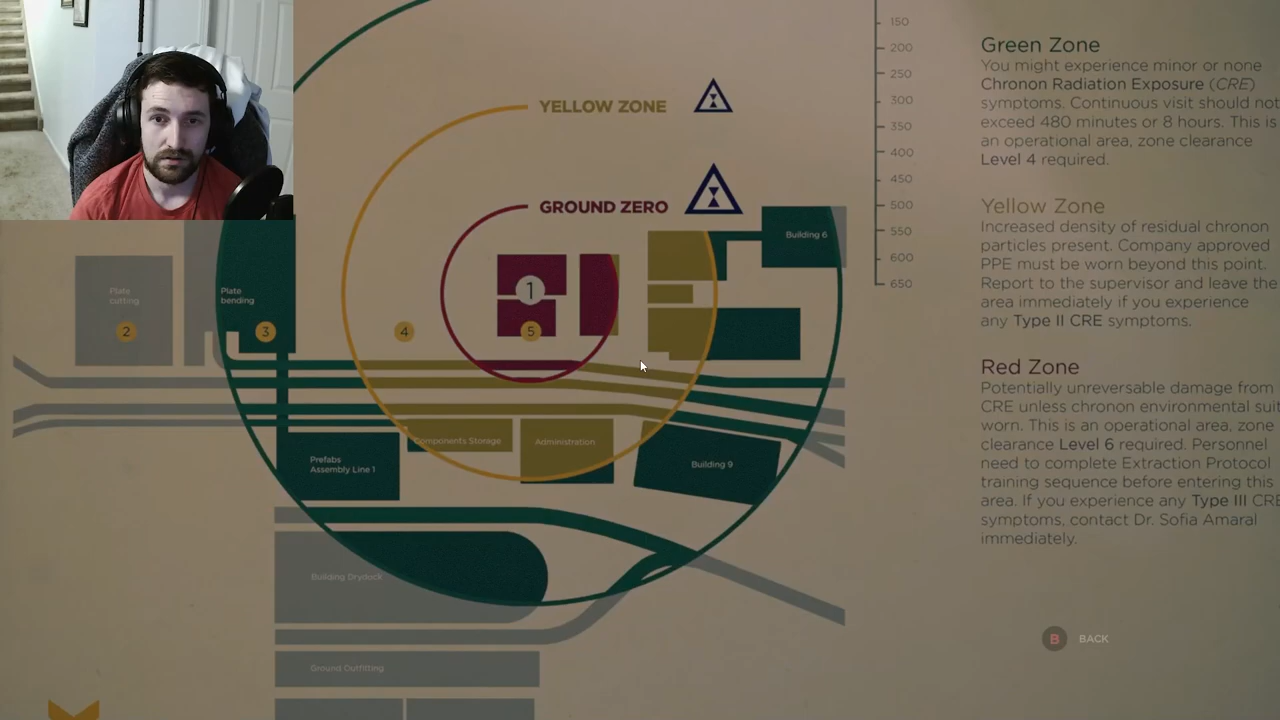 150
200
250
300
350
400
450
500
550
600
650
YELLOW ZONE
GROUND ZERO
Building 6
1
Plate
cutting
Plate
bending
2
3
4
5
Components Storage
Administration
Prefabs
Assembly Line 1
Building 9
Building Drydock
Ground Outfitting
Green Zone
You might experience minor or none
Chronon Radiation Exposure (CRE)
symptoms. Continuous visit should not
exceed 480 minutes or 8 hours. This is
an operational area, zone clearance
Level 4 required.
Yellow Zone
Increased density of residual chronon
particles present. Company approved
PPE must be worn beyond this point.
Report to the supervisor and leave the
area immediately if you experience
any Type II CRE symptoms.
Red Zone
Potentially unreversable damage from
CRE unless chronon environmental suit
worn. This is an operational area, zone
clearance Level 6 required. Personnel
need to complete Extraction Protocol
training sequence before entering this
area. If you experience any Type III CRE
symptoms, contact Dr. Sofia Amaral
immediately.
B BACK